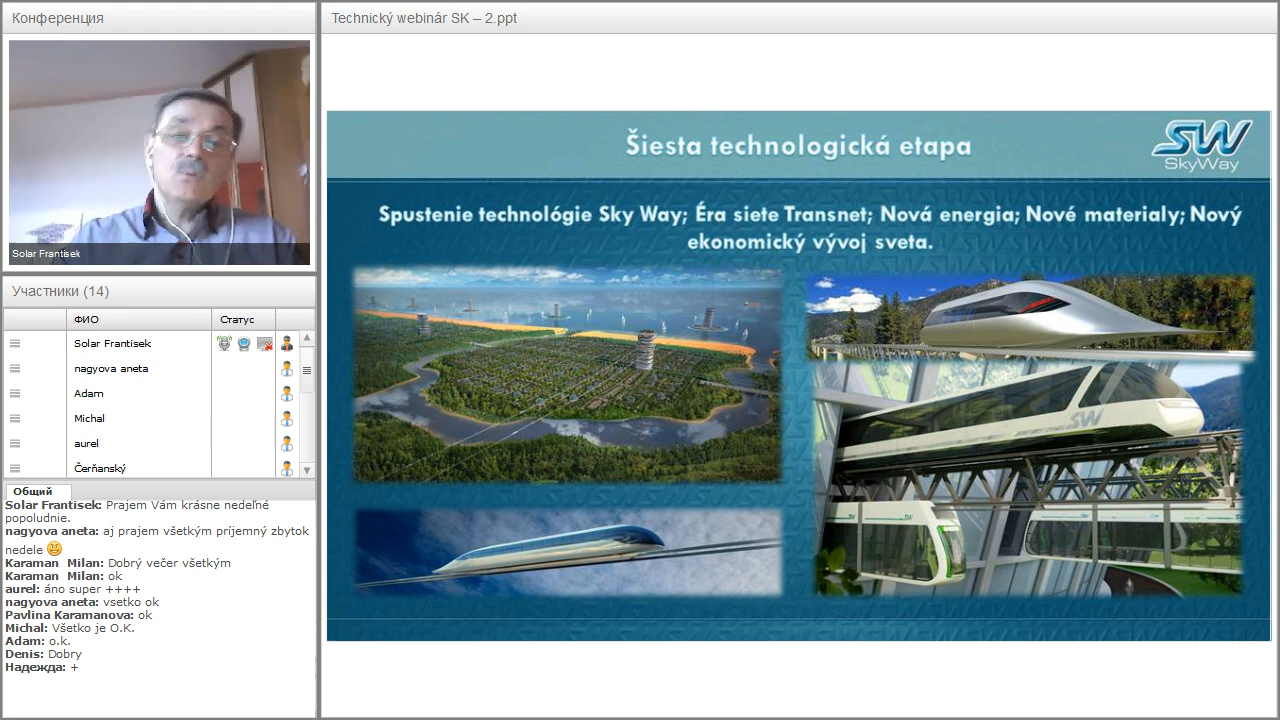 Конференция
Solar Frantisek
Участники (14)
ФИО Статус
Solar Frantisek
nagyova aneta
Adam
Michal
aurel
Čerňanský
Общий
Solar Frantisek: Prajem Vám krásne nedeľné
popoludnie.
nagyova aneta: aj prajem všetkým príjemný zbytok
nedele
Karaman Milan: Dobrý večer všetkým
Karaman Milan: ok
aurel: áno super ++++
nagyova aneta: vsetko ok
Pavlina Karamanova: ok
Michal: Všetko je O.K.
Adam: o.k.
Denis: Dobry
Надежда: +
Technický webinár SK – 2.ppt
Šiesta technologická etapa
SW
SkyWay
Spustenie technológie Sky Way; Éra siete Transnet; Nová energia; Nové materialy; Nový
ekonomický vývoj sveta.
SW
SW
SW
SW